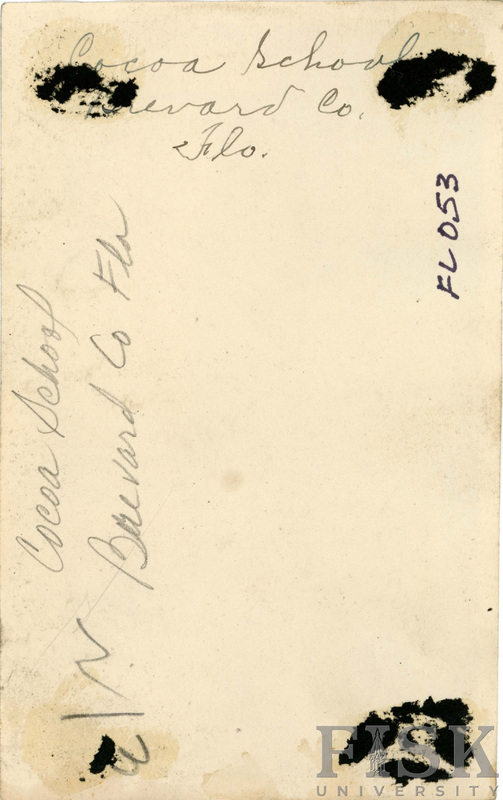 Cocoa School
Brevard Co.
Flo.
FL053
Cocoa School
Brevard Co Fla
FISK
UNIVERSITY